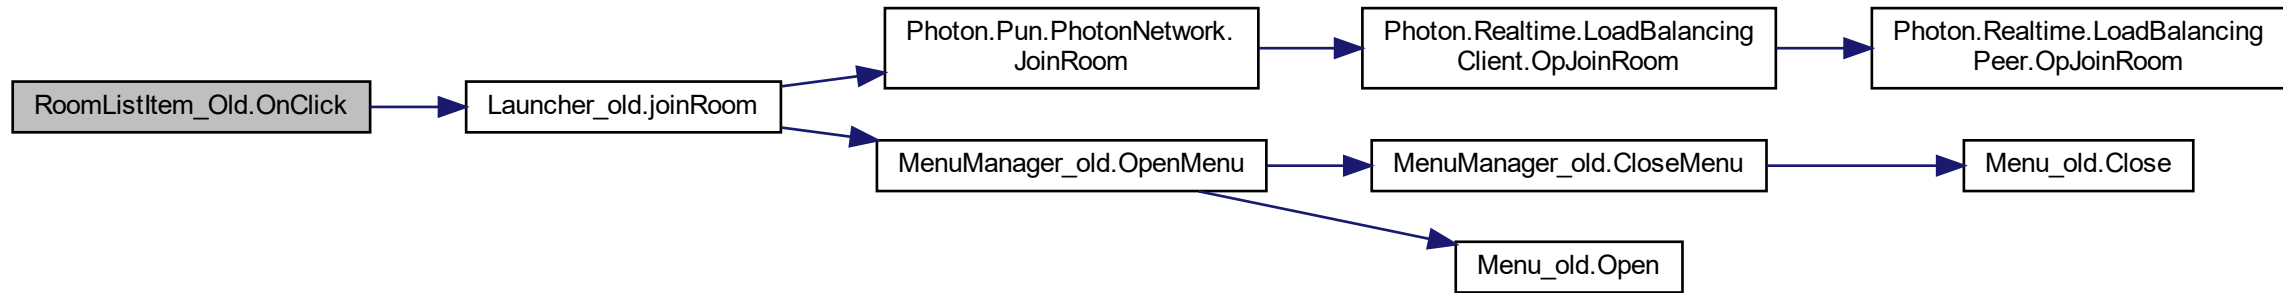 RoomListItem_Old.OnClick
Launcher_old.joinRoom
Photon.Pun.PhotonNetwork.
JoinRoom
Photon.Realtime.LoadBalancing
Client.OpJoinRoom
Photon.Realtime.LoadBalancing
Peer.OpJoinRoom
MenuManager_old.OpenMenu
MenuManager_old.CloseMenu
Menu_old.Close
Menu_old.Open